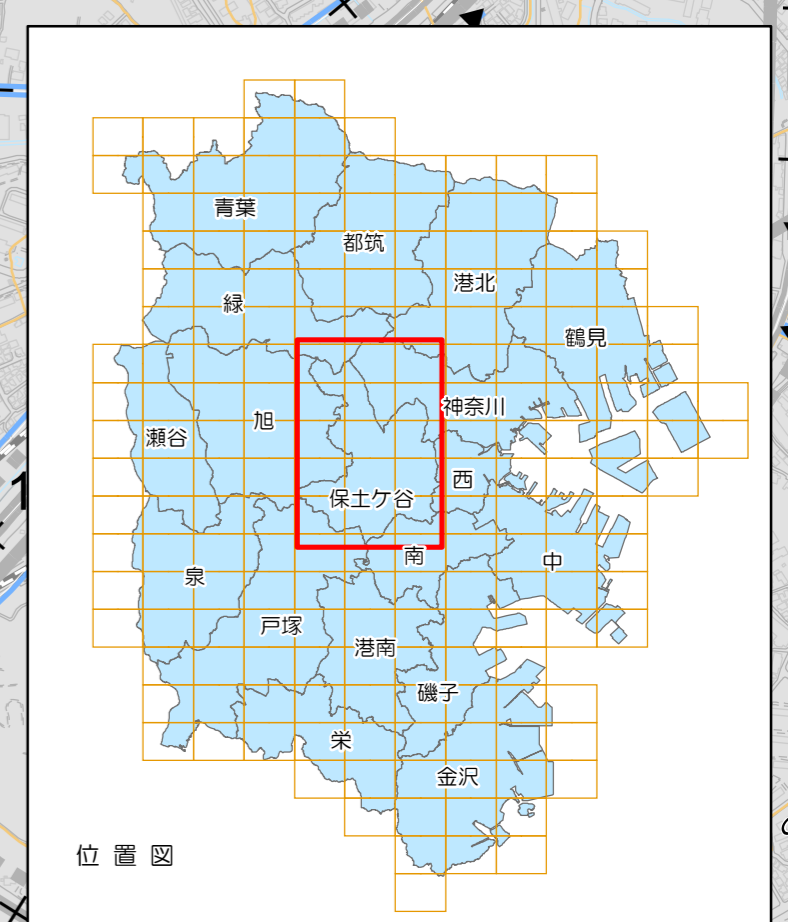 青葉
都筑
港北
緑
鶴見
神奈川
旭
瀬谷
西
保土ケ谷
南
中
泉
戸塚
港南
磯子
栄
金沢
位置図
1